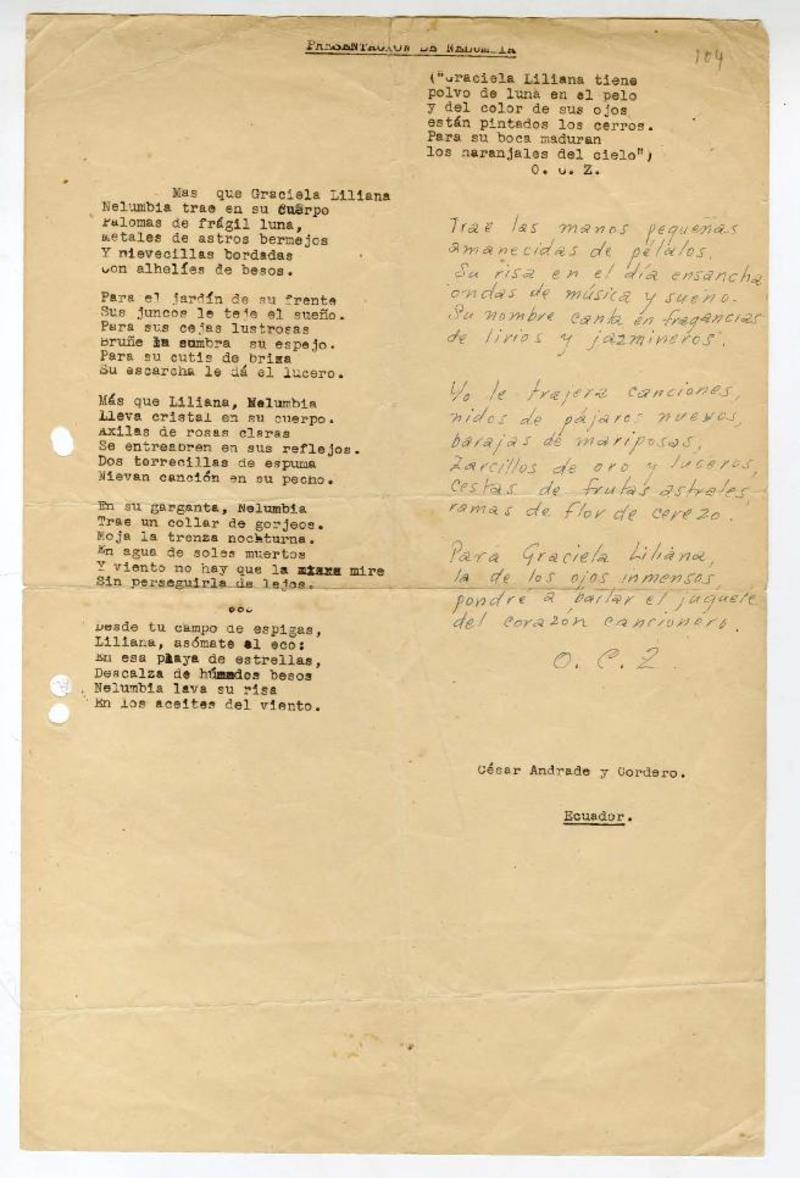 PRESENTACION DE NELUMBIA
104
("Graciela Liliana tiene
polvo de luna en el pelo
y del color de sus ojos
están pintados los cerros.
Para su boca maduran
los naranjales del cielo")
O. C. Z.
Mas que Graciela Liliana
Nelumbia trae en su cuerpo
Palomas de frágil luna,
Metales de astros bermejos
Y nievecillas bordadas
Con alhelíes de besos.
Para el jardín de su frente
Sus juncos le teje el sueño.
Para sus cejas lustrosas
Bruñe la sombra su espejo.
Para su cutis de briza
Su escarcha le dá el lucero.
Más que Liliana, Nelumbia
Lleva cristal en su cuerpo.
Axilas de rosas claras
Se entreabren en sus reflejos.
Dos torrecillas de espuma
Nievan canción en su pecho.
En su garganta, Nelumbia
Trae un collar de gorjeos.
Moja la trenza nocturna.
En agua de soles muertos
Y viento no hay que la mire
Sin perseguirla de lejos.
ooo
Desde tu campo de espigas,
Liliana, asómate al eco:
En esa playa de estrellas,
Descalza de húmedos besos
Nelumbia lava su risa
En los aceites del viento.
Trae las manos pequeñas
amanecidas de pétalos.
Su risa en el día ensancha
ondas de música y sueño.
Su nombre canta en fragancias
de lirios y jazmineros".
Yo le trajera canciones,
nidos de pájaros nuevos,
barajas de mariposas,
zarcillos de oro y luceros,
cestas de frutas astrales,
ramas de flor de cerezo.
Para Graciela Liliana,
la de los ojos inmensos,
pondré a bailar el juguete
del corazón cancionero.
O. C. Z.
César Andrade y Cordero.
Ecuador.